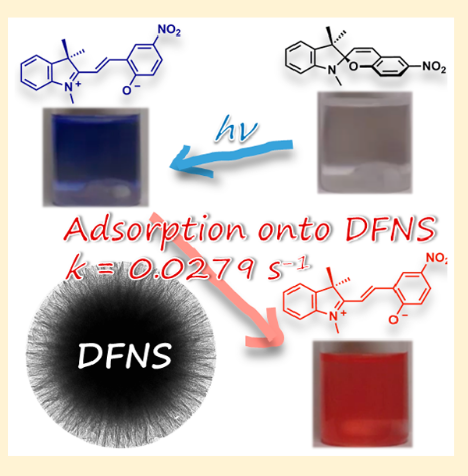 NO₂
N⁺
O⁻
N
O
NO₂
hν
Adsorption onto DFNS
k = 0.0279 s⁻¹
NO₂
N⁺
O⁻
DFNS